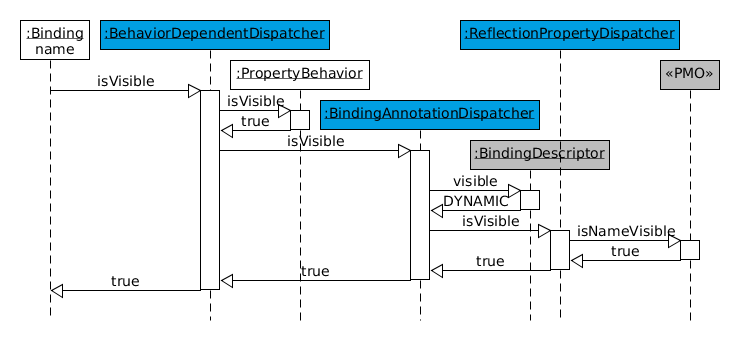 :Binding
name
:BehaviorDependentDispatcher
:ReflectionPropertyDispatcher
:PropertyBehavior
«PMO»
isVisible
isVisible
:BindingAnnotationDispatcher
true
isVisible
:BindingDescriptor
visible
DYNAMIC
isVisible
isNameVisible
true
true
true
true